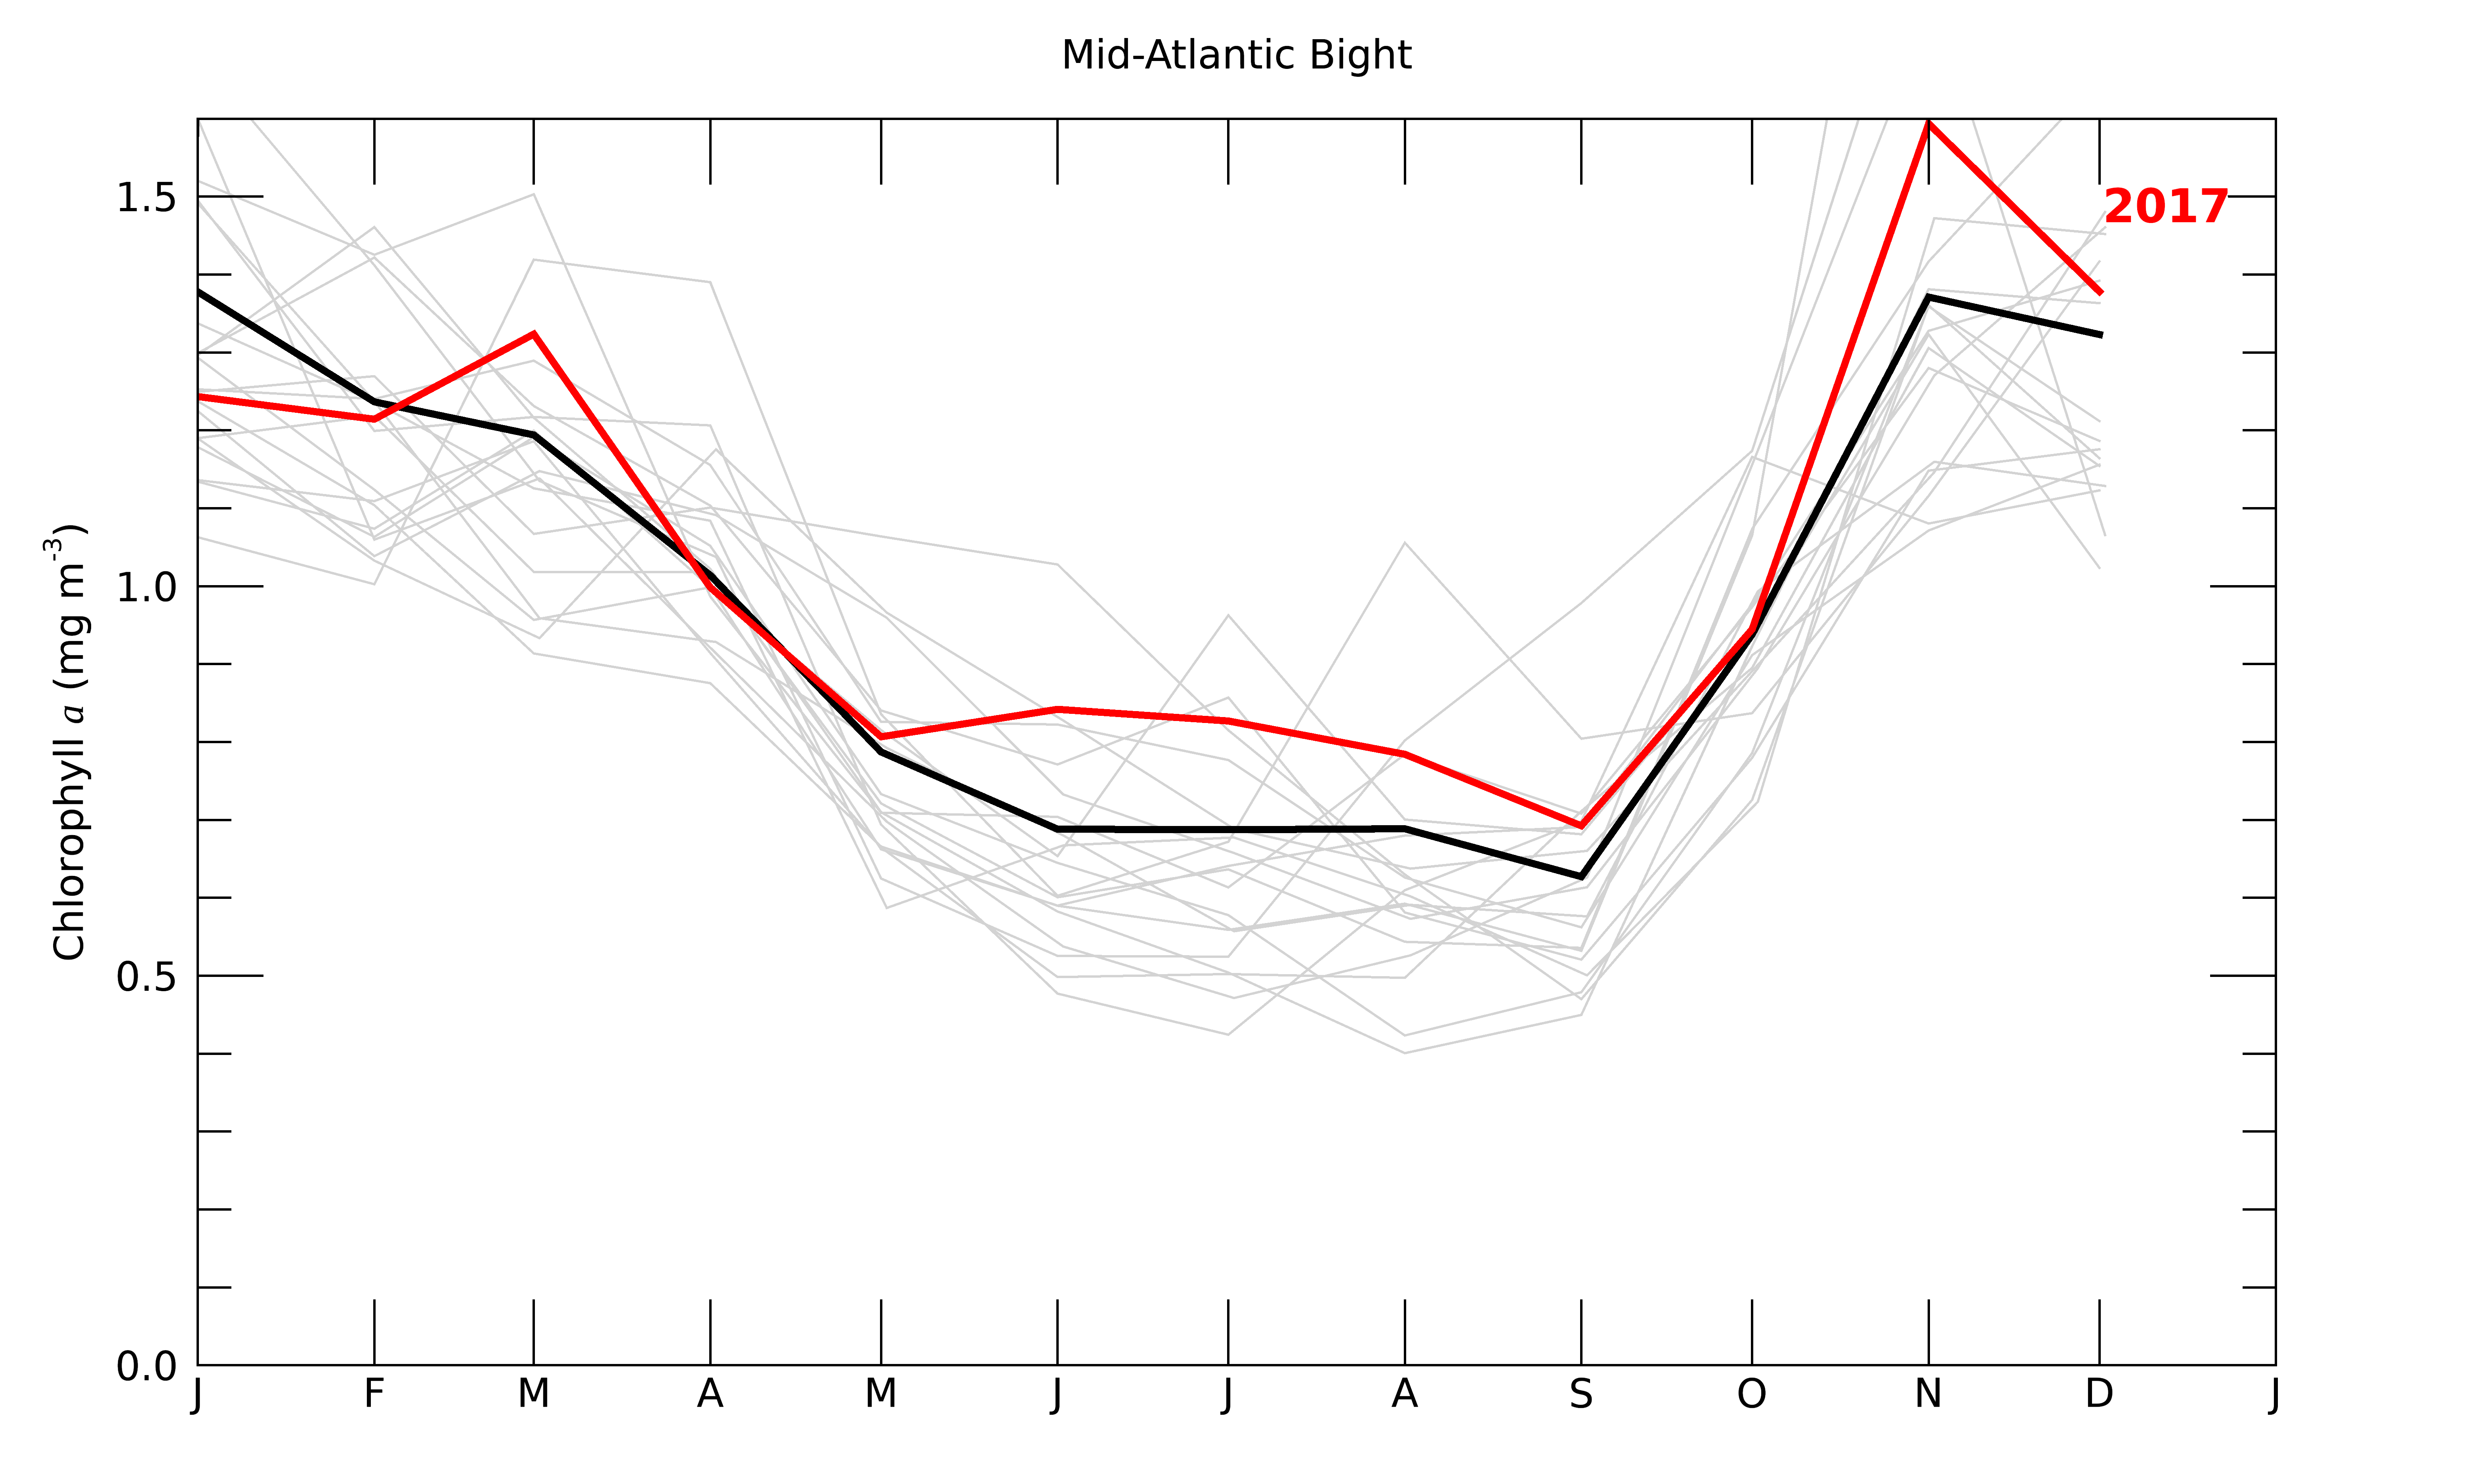 Mid-Atlantic Bight
1.5
1.0
0.5
0.0
Chlorophyll a (mg m⁻³)
2017
J F M A M J J A S O N D J